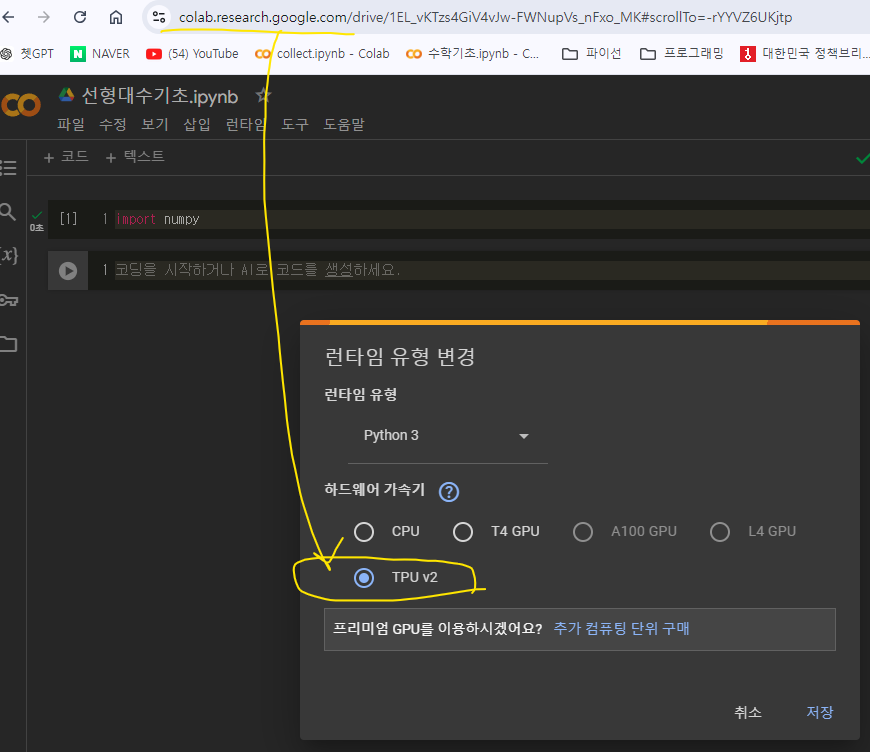 colab.research.google.com/drive/1EL_vKTzs4GiV4vJw-FWNupVs_nFxo_MK#scrollTo=-rYYVZ6UKjtp
쳇GPT NAVER (54) YouTube collect.ipynb - Colab 수학기초.ipynb - C... 파이선 프로그래밍 대한민국 정책브리...
선형대수기초.ipynb
파일 수정 보기 삽입 런타임 도구 도움말
+ 코드 + 텍스트
[1] 1 import numpy
0초
{x} 1 코딩을 시작하거나 AI로 코드를 생성하세요.
런타임 유형 변경
런타임 유형
Python 3
하드웨어 가속기 ?
CPU T4 GPU A100 GPU L4 GPU
TPU v2
프리미엄 GPU를 이용하시겠어요? 추가 컴퓨팅 단위 구매
취소 저장